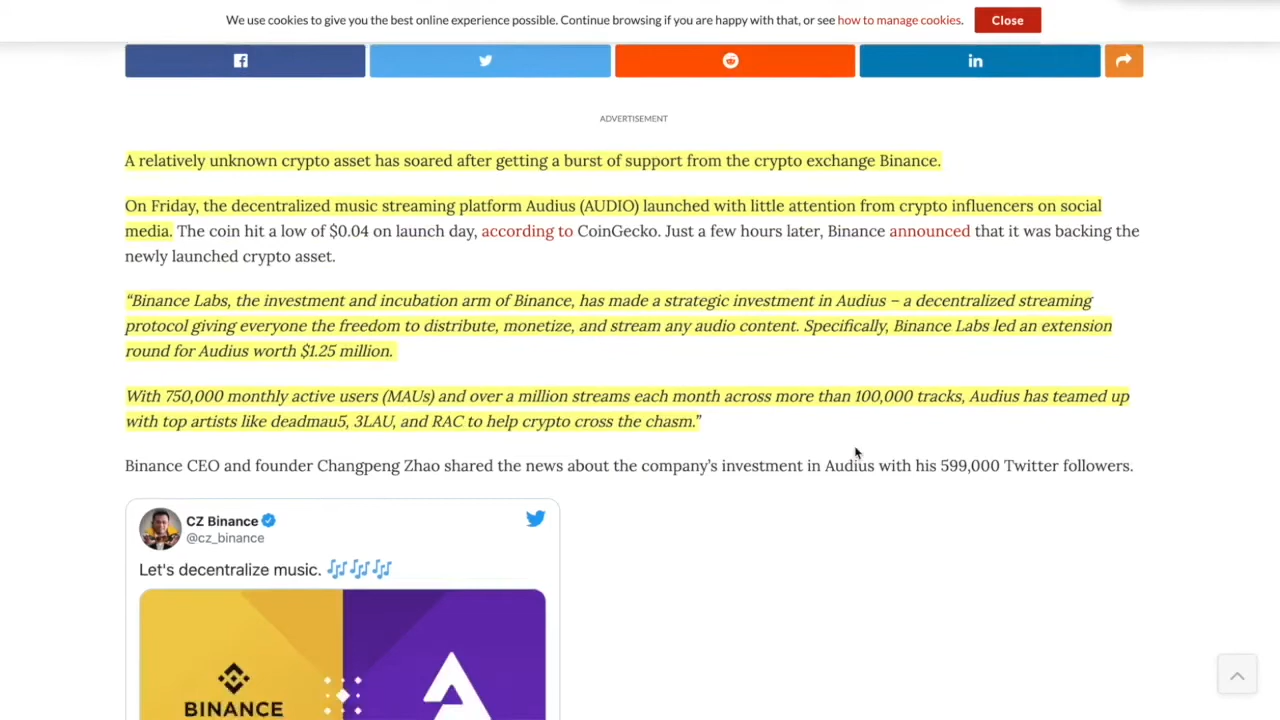 We use cookies to give you the best online experience possible. Continue browsing if you are happy with that, or see how to manage cookies. Close
ADVERTISEMENT
A relatively unknown crypto asset has soared after getting a burst of support from the crypto exchange Binance.
On Friday, the decentralized music streaming platform Audius (AUDIO) launched with little attention from crypto influencers on social
media. The coin hit a low of $0.04 on launch day, according to CoinGecko. Just a few hours later, Binance announced that it was backing the
newly launched crypto asset.
“Binance Labs, the investment and incubation arm of Binance, has made a strategic investment in Audius – a decentralized streaming
protocol giving everyone the freedom to distribute, monetize, and stream any audio content. Specifically, Binance Labs led an extension
round for Audius worth $1.25 million.
With 750,000 monthly active users (MAUs) and over a million streams each month across more than 100,000 tracks, Audius has teamed up
with top artists like deadmau5, 3LAU, and RAC to help crypto cross the chasm.”
Binance CEO and founder Changpeng Zhao shared the news about the company’s investment in Audius with his 599,000 Twitter followers.
CZ Binance
@cz_binance
Let's decentralize music. 🎶🎶🎶
BINANCE